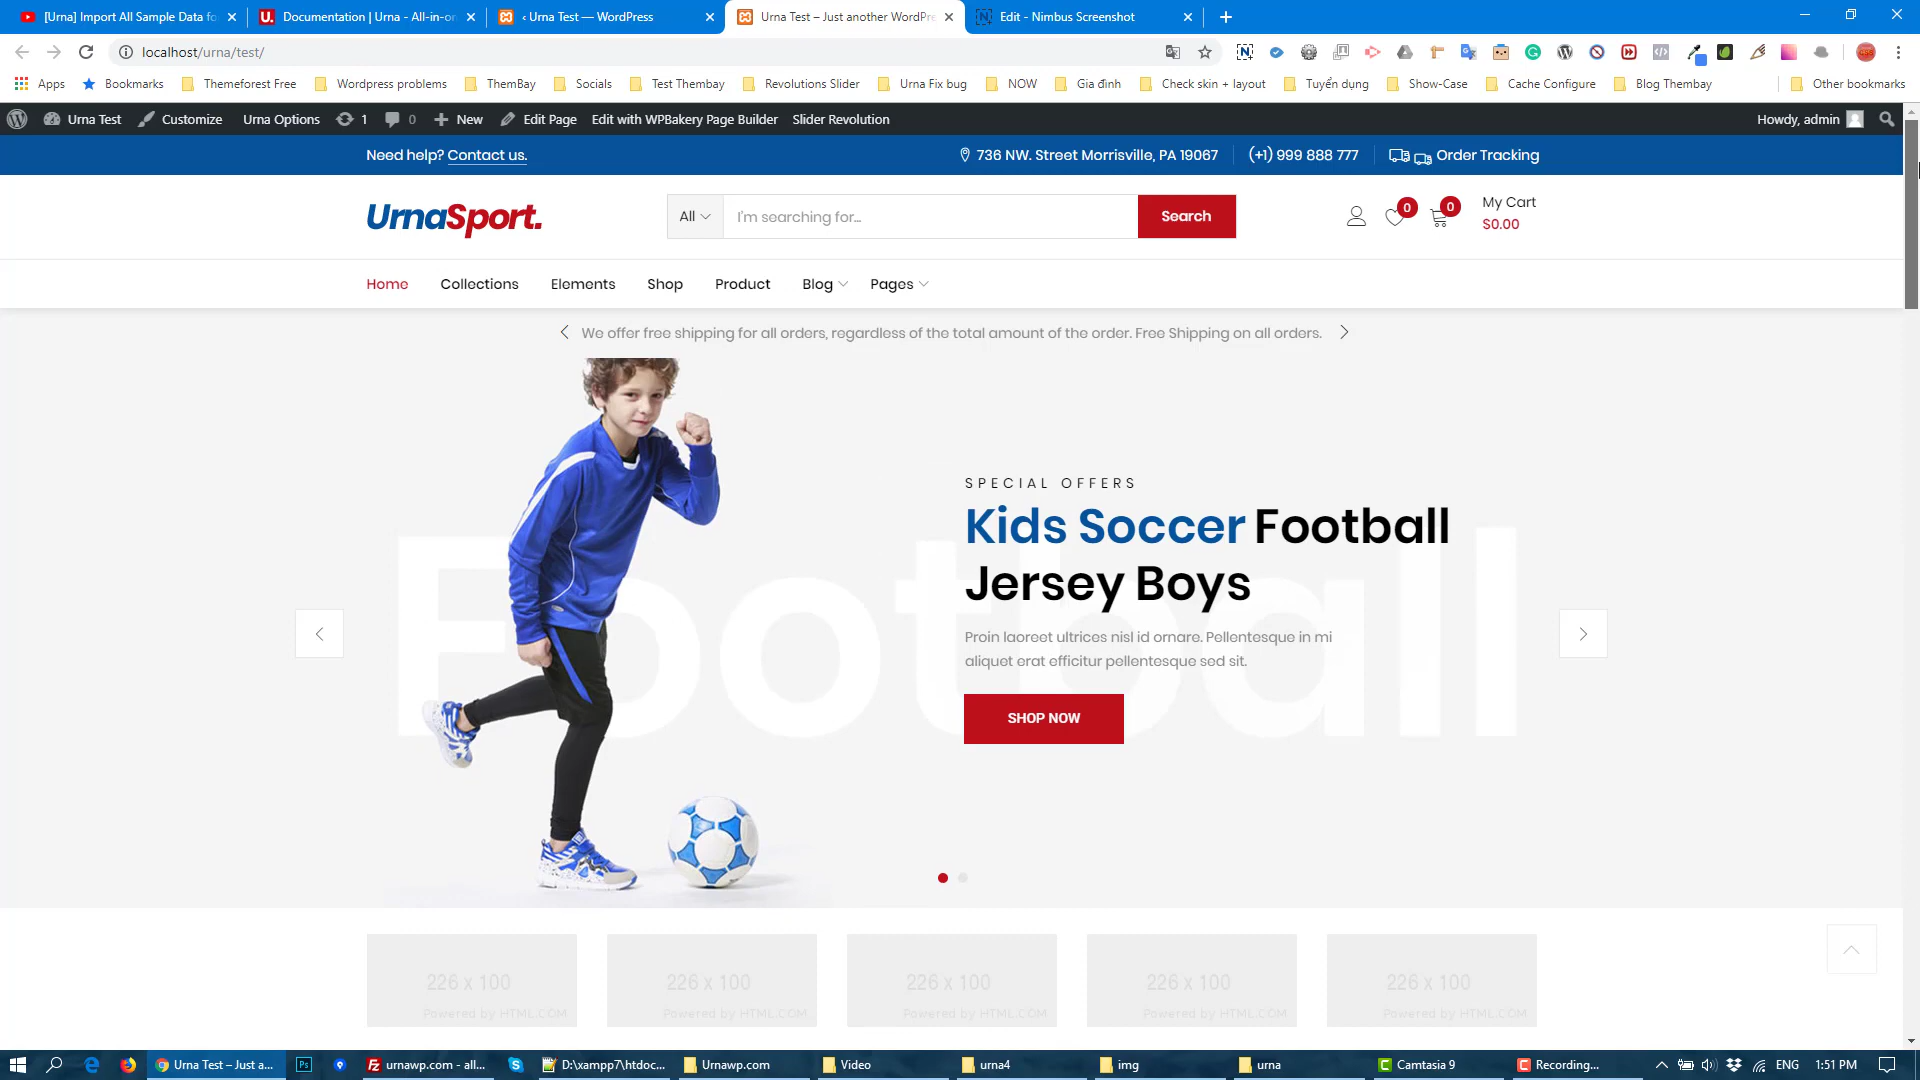 [Urna] Import All Sample Data fo
Documentation | Urna - All-in-on
‹ Urna Test — WordPress
Urna Test – Just another WordPre
Edit - Nimbus Screenshot
localhost/urna/test/
Apps
Bookmarks
Themeforest Free
Wordpress problems
ThemBay
Socials
Test Thembay
Revolutions Slider
Urna Fix bug
NOW
Gia đình
Check skin + layout
Tuyển dụng
Show-Case
Cache Configure
Blog Thembay
Other bookmarks
Urna Test
Customize
Urna Options
1
0
New
Edit Page
Edit with WPBakery Page Builder
Slider Revolution
Howdy, admin
Need help? Contact us.
736 NW. Street Morrisville, PA 19067
(+1) 999 888 777
Order Tracking
UrnaSport.
All
I'm searching for...
Search
0
0
My Cart
$0.00
Home
Collections
Elements
Shop
Product
Blog
Pages
We offer free shipping for all orders, regardless of the total amount of the order. Free Shipping on all orders.
Football
SPECIAL OFFERS
Kids Soccer Football
Jersey Boys
Proin laoreet ultrices nisl id ornare. Pellentesque in mi
aliquet erat efficitur pellentesque sed sit.
SHOP NOW
226 x 100
Powered by HTML.COM
226 x 100
Powered by HTML.COM
226 x 100
Powered by HTML.COM
226 x 100
Powered by HTML.COM
226 x 100
Powered by HTML.COM
Urna Test – Just a...
Ps
urnawp.com - all...
D:\xampp7\htdoc...
Urnawp.com
Video
urna4
img
urna
Camtasia 9
Recording...
ENG
1:51 PM